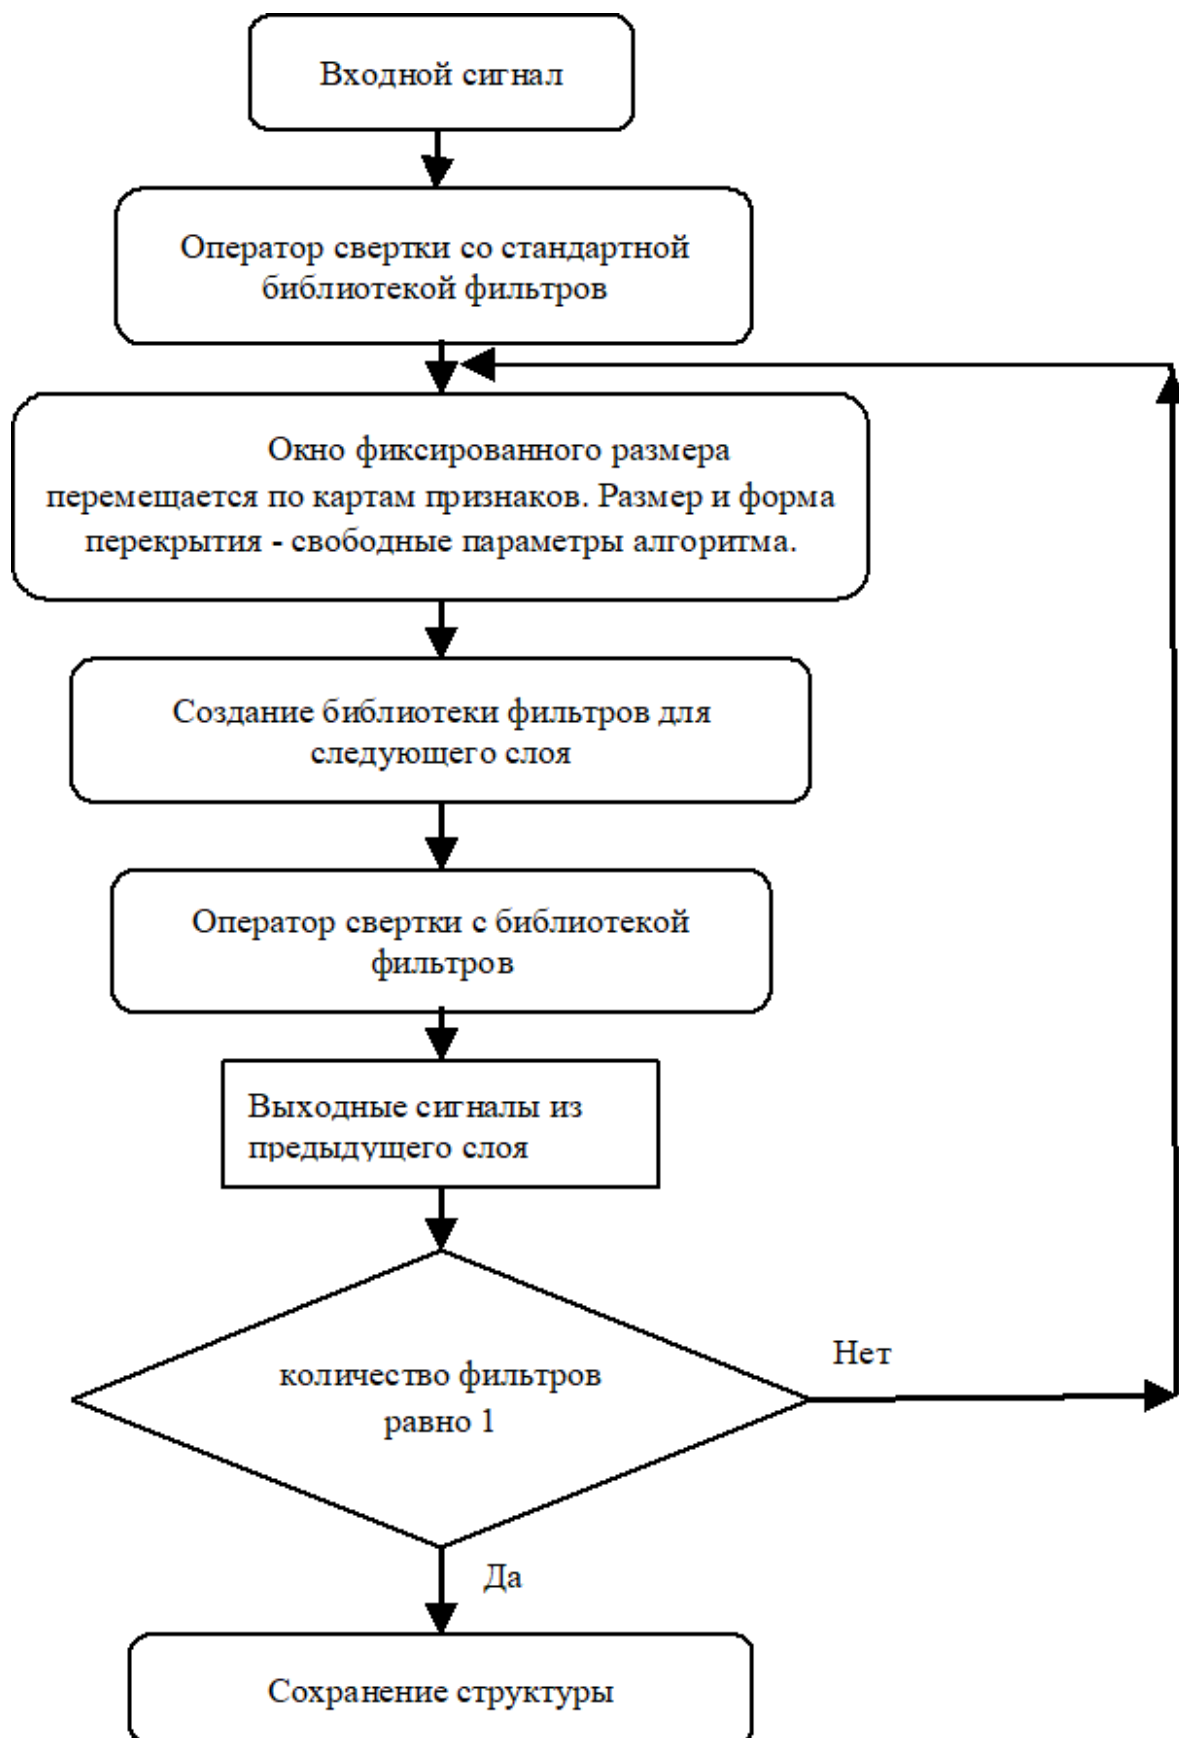 Входной сигнал
Оператор свертки со стандартной
библиотекой фильтров
Окно фиксированного размера
перемещается по картам признаков. Размер и форма
перекрытия - свободные параметры алгоритма.
Создание библиотеки фильтров для
следующего слоя
Оператор свертки с библиотекой
фильтров
Выходные сигналы из
предыдущего слоя
количество фильтров
равно 1
Нет
Да
Сохранение структуры